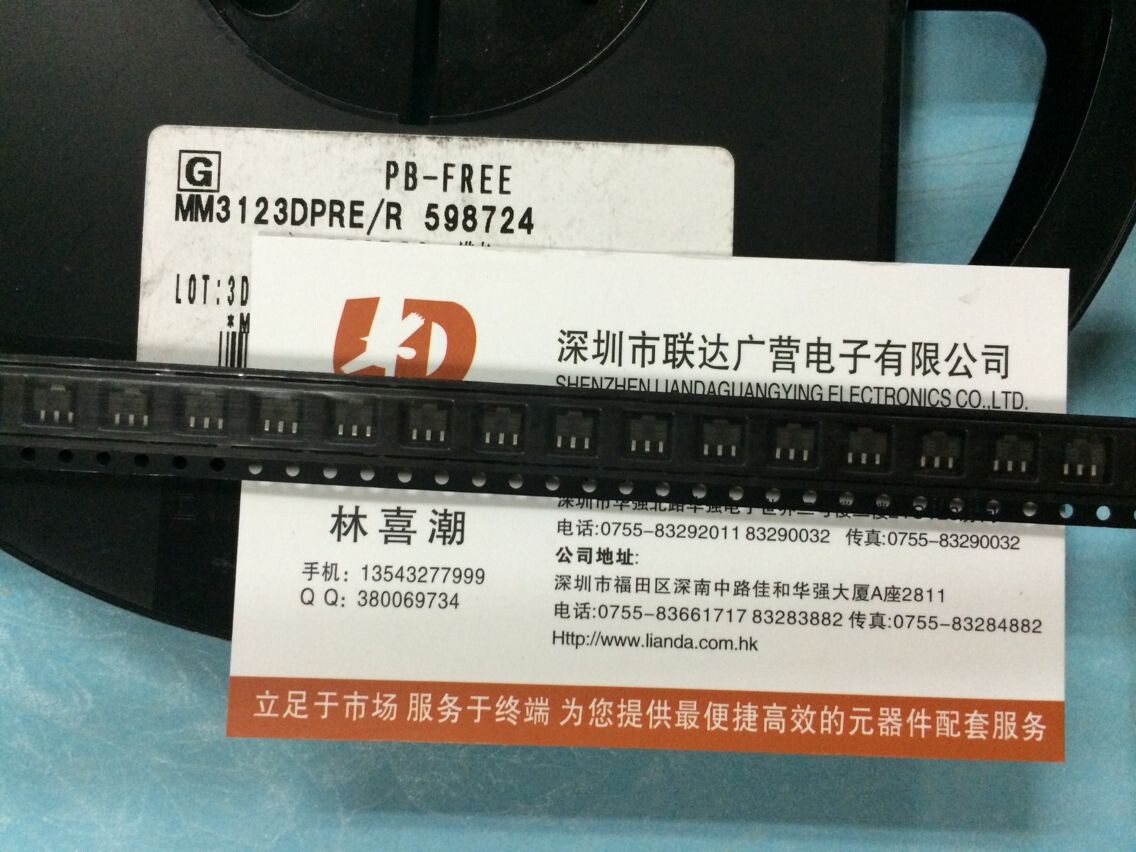 G
PB-FREE
MM3123DPRE/R 598724
LOT:3D
*M
深圳市联达广营电子有限公司
SHENZHEN LIANDAGUANGYING ELECTRONICS CO.,LTD.
林喜潮
手机：13543277999
Q Q：380069734
电话:0755-83292011 83290032 传真:0755-83290032
公司地址:
深圳市福田区深南中路佳和华强大厦A座2811
电话:0755-83661717 83283882 传真:0755-83284882
Http://www.lianda.com.hk
立足于市场 服务于终端 为您提供最便捷高效的元器件配套服务